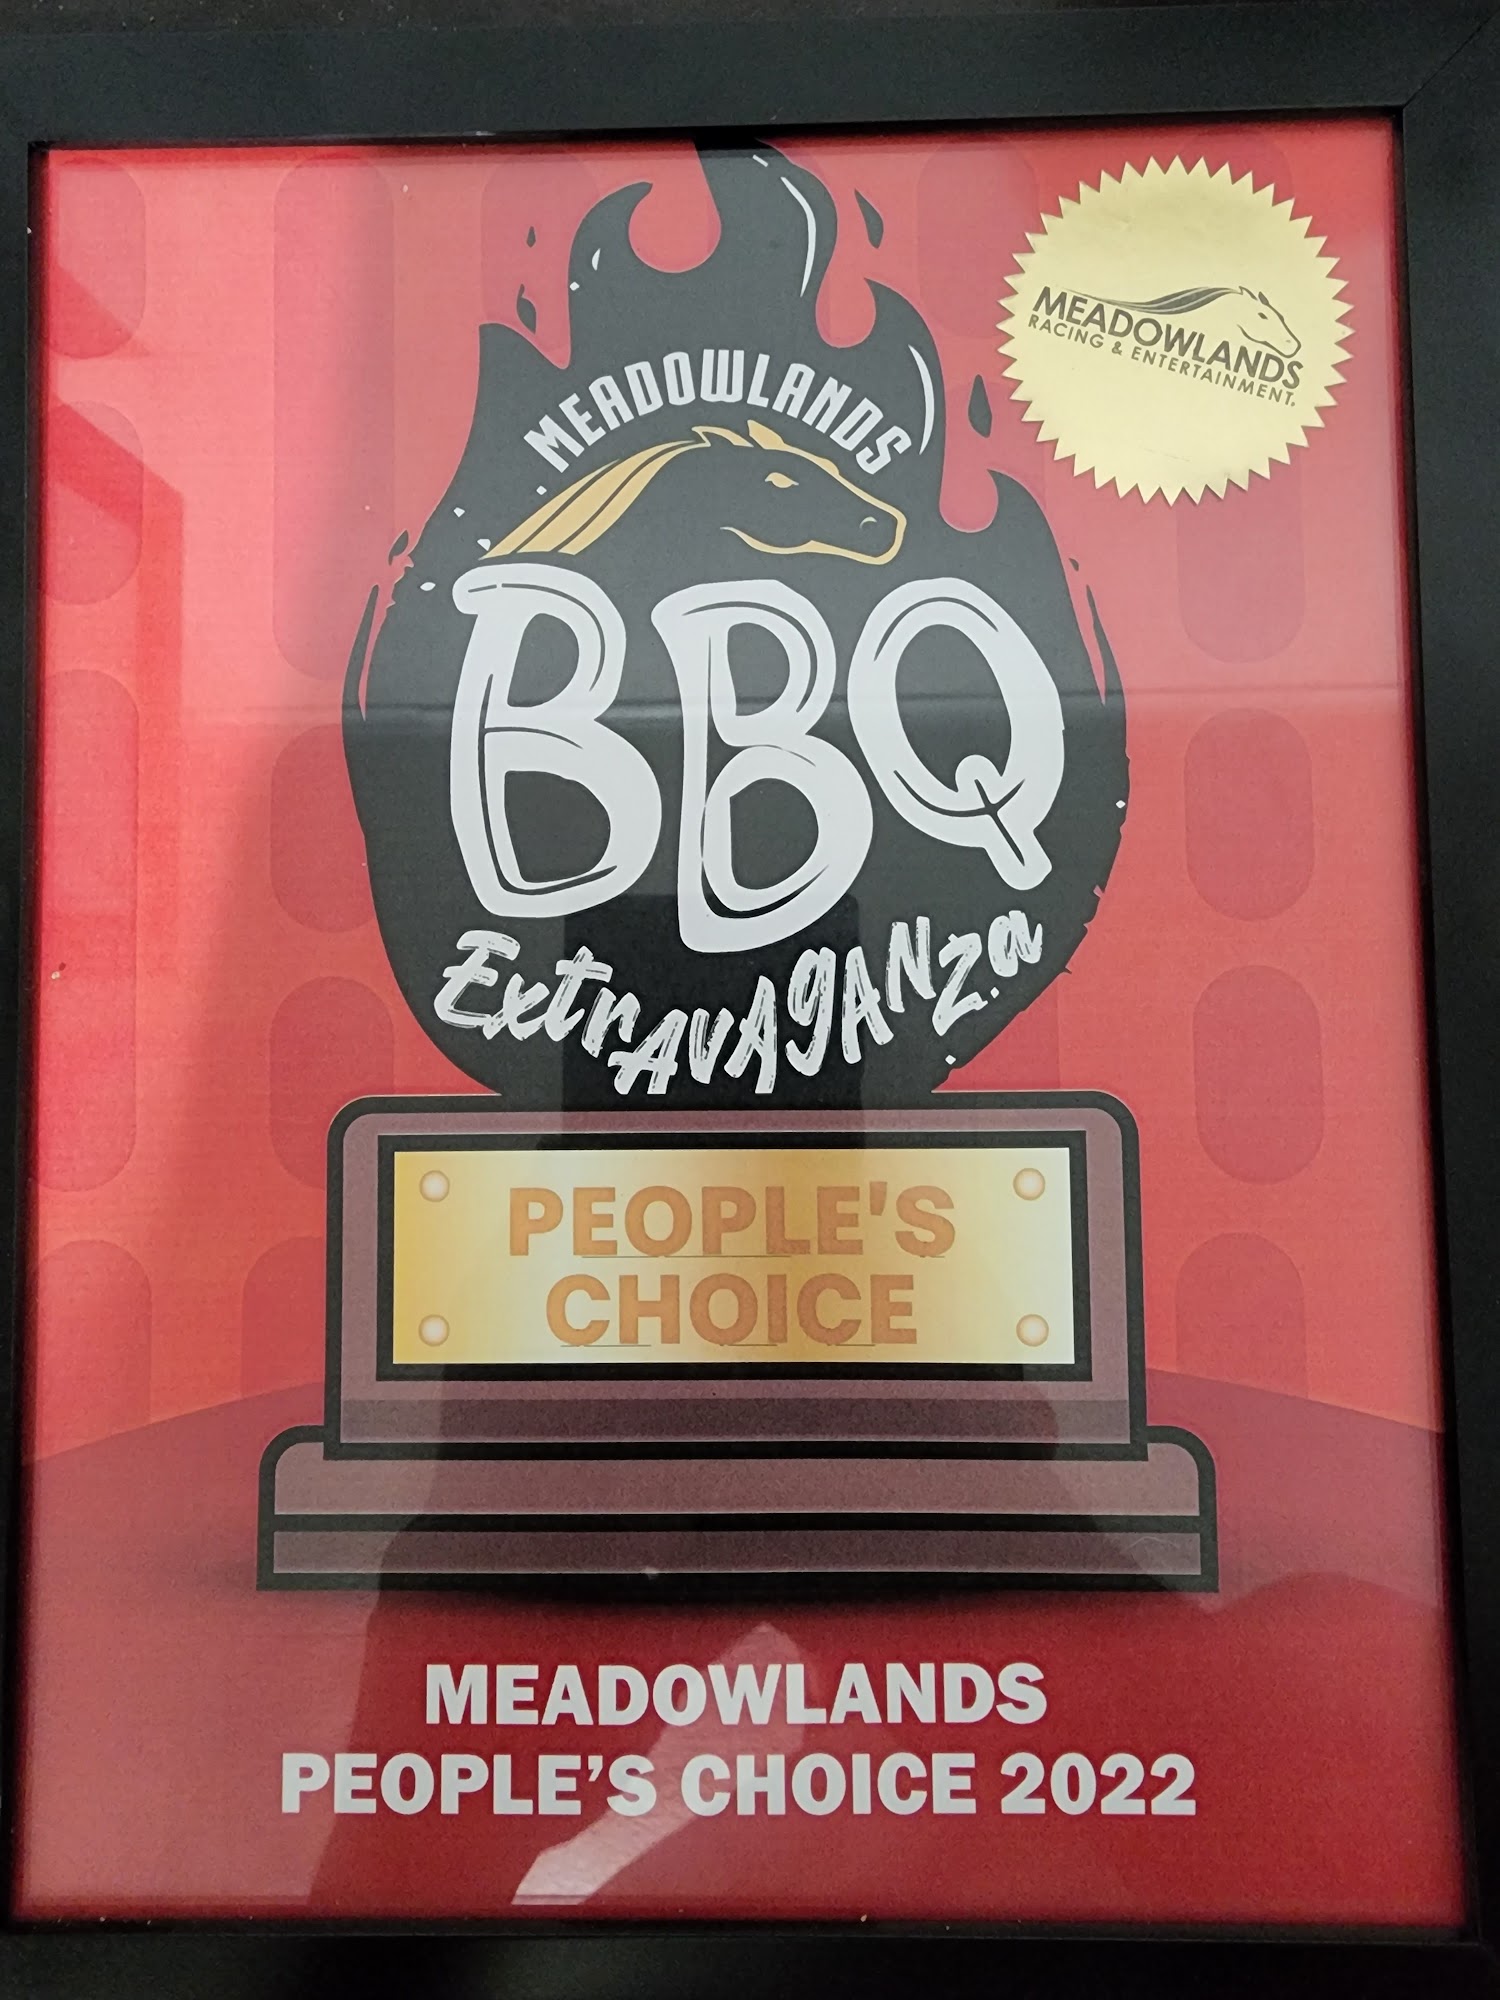 MEADOWLANDS
RACING & ENTERTAINMENT.
MEADOWLANDS
BBQ
ExtrAVAgANza
PEOPLE'S
CHOICE
MEADOWLANDS
PEOPLE'S CHOICE 2022